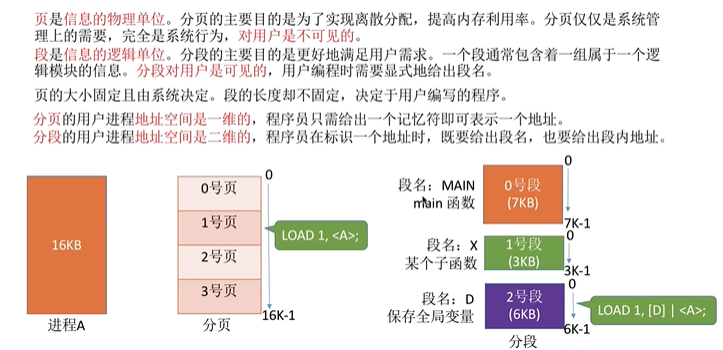 页是信息的物理单位。分页的主要目的是为了实现离散分配，提高内存利用率。分页仅仅是系统管
理上的需要，完全是系统行为，对用户是不可见的。
段是信息的逻辑单位。分段的主要目的是更好地满足用户需求。一个段通常包含着一组属于一个逻
辑模块的信息。分段对用户是可见的，用户编程时需要显式地给出段名。
页的大小固定且由系统决定。段的长度却不固定，决定于用户编写的程序。
分页的用户进程地址空间是一维的，程序员只需给出一个记忆符即可表示一个地址。
分段的用户进程地址空间是二维的，程序员在标识一个地址时，既要给出段名，也要给出段内地址。
16KB
进程A
0号页
1号页
2号页
3号页
0
16K-1
LOAD 1, <A>;
分页
段名：MAIN
main 函数
0号段
(7KB)
0
7K-1
段名：X
某个子函数
1号段
(3KB)
0
3K-1
段名：D
保存全局变量
2号段
(6KB)
0
6K-1
LOAD 1, [D] | <A>;
分段